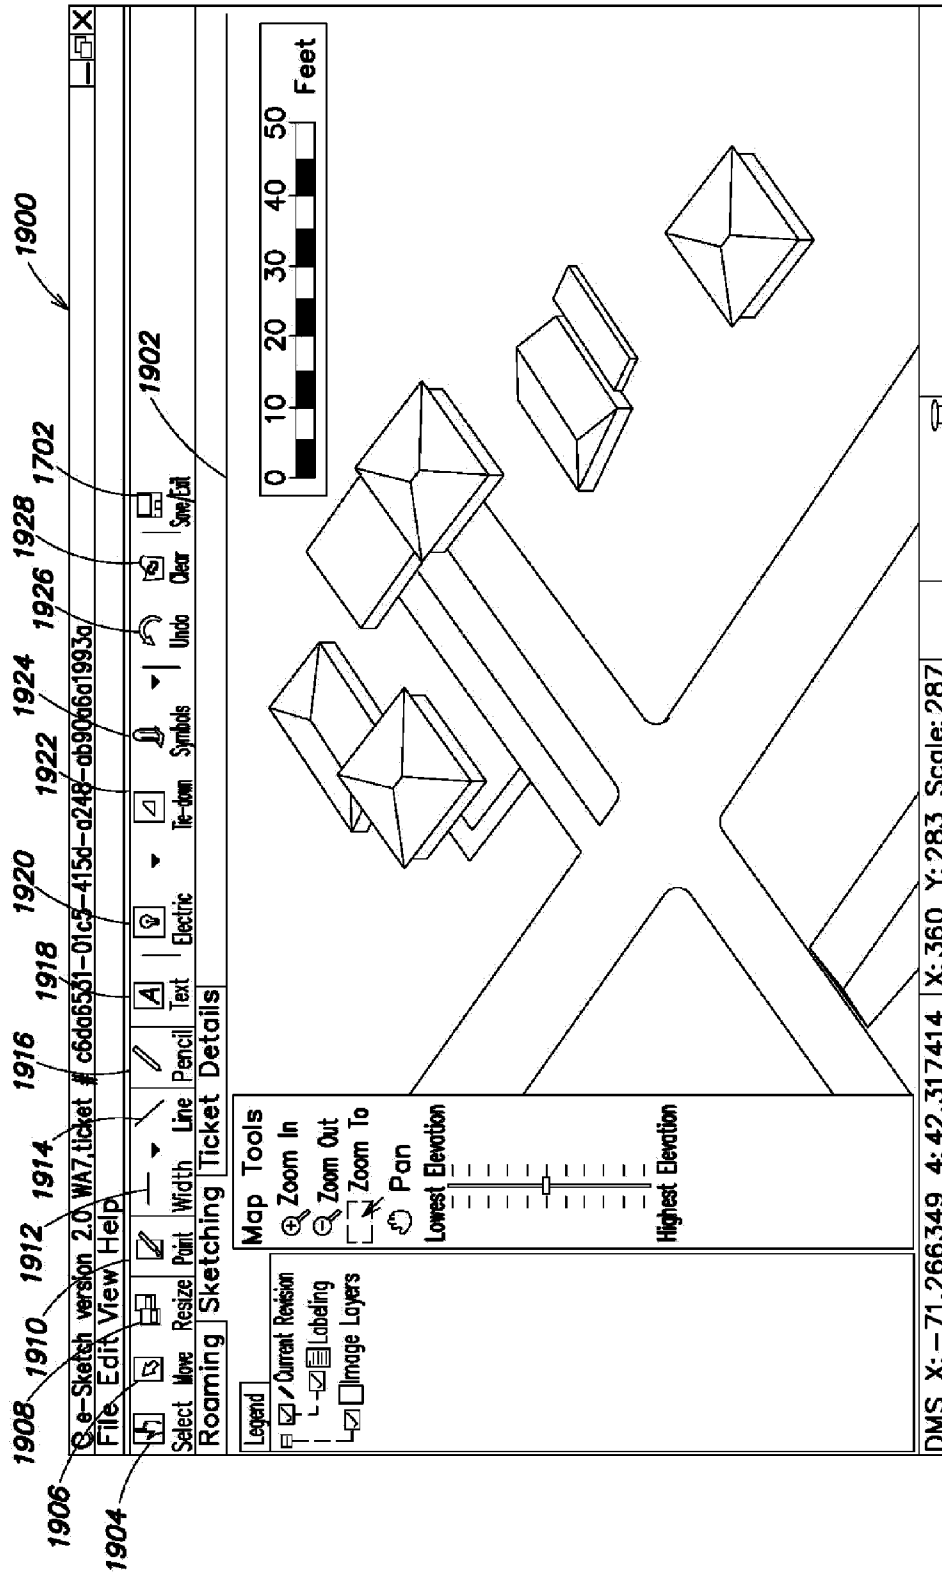 1900
1904
1906
1908
1910
1912
1914
1916
1918
1920
1922
1924
1926
1928
1702
e-Sketch version 2.0 WA7,ticket # c6da6531-01c5-415d-a248-ab90a6a1993a
File Edit View Help
Select Move Resize Paint Width Line Pencil Text Electric Tie-down Symbols Undo Clear Save/Exit
Roaming Sketching Ticket Details
1902
Legend
Current Revision
Labeling
Image Layers
Map Tools
Zoom In
Zoom Out
Zoom To
Pan
Lowest Elevation
Highest Elevation
0 10 20 30 40 50
Feet
DMS X:-71.266349 4:42.317414 X:360 Y:283 Scale:287